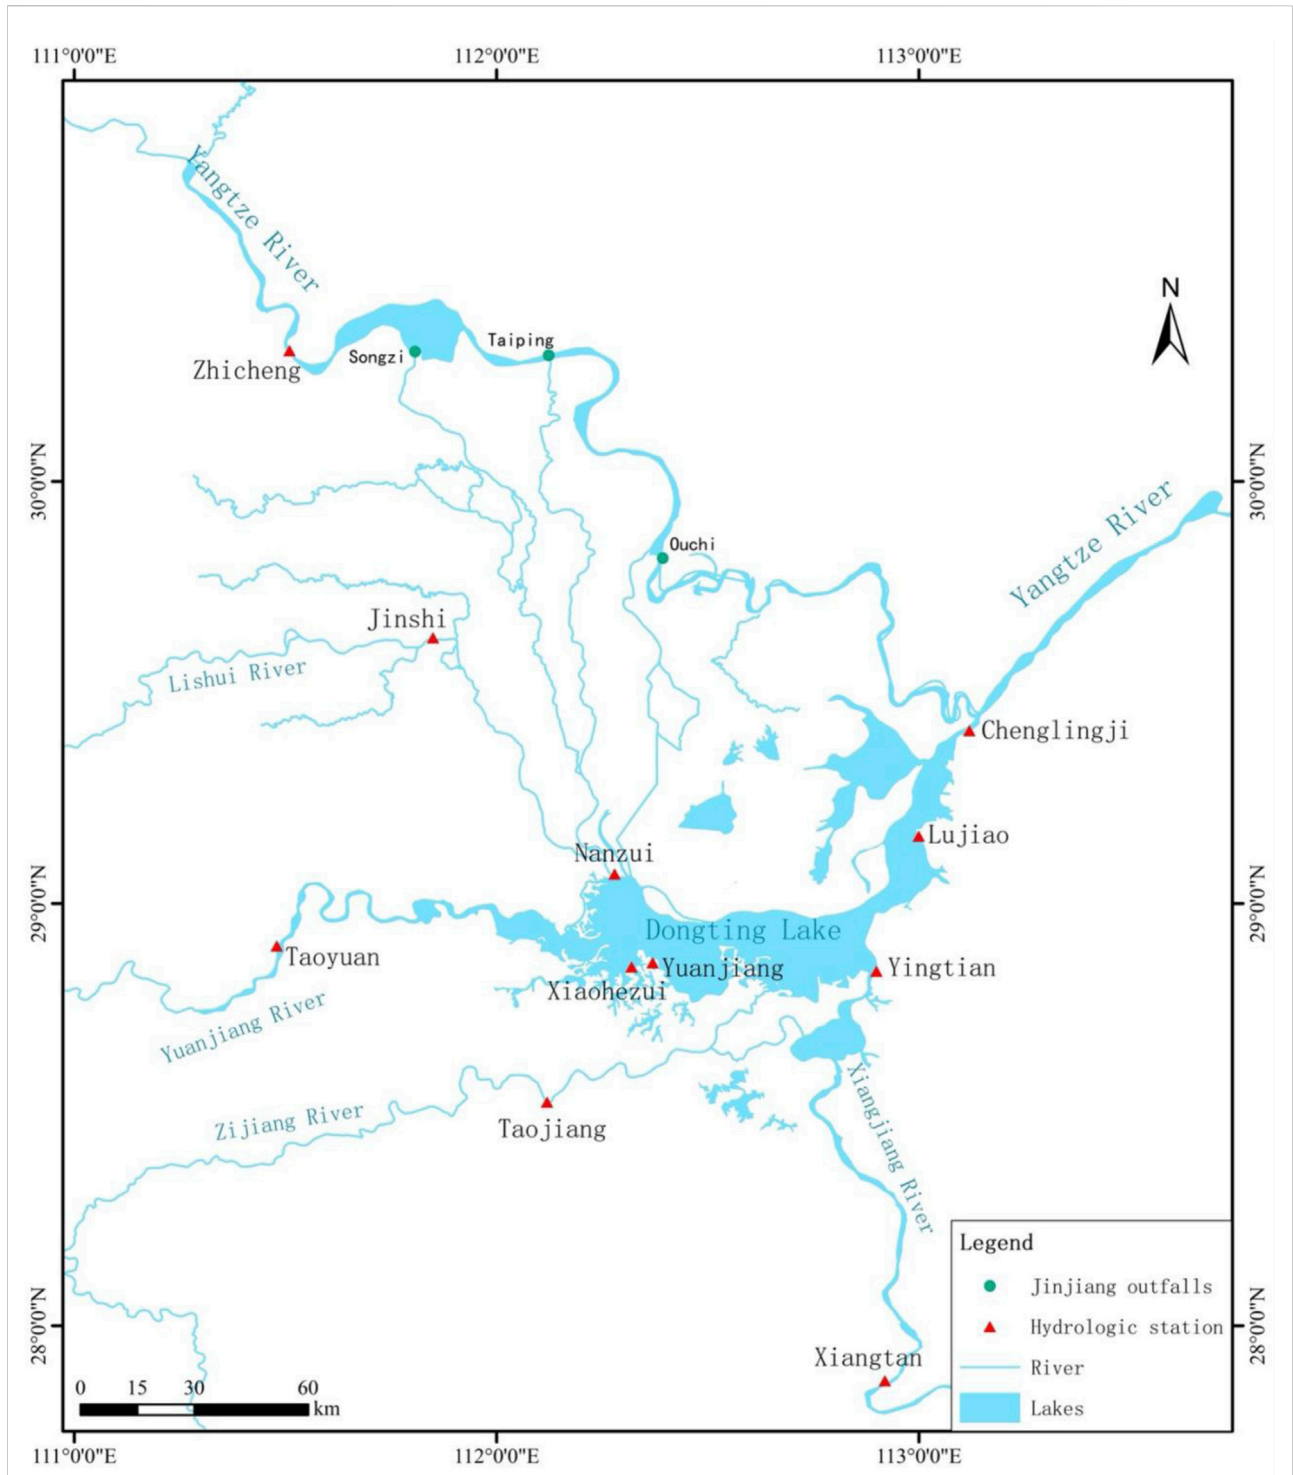 111°0'0"E
112°0'0"E
113°0'0"E
Yangtze River
N
Taiping
Songzi
Zhicheng
30°0'0"N
30°0'0"N
Yangtze River
Ouchi
Jinshi
Lishui River
Chenglingji
Lujiao
Nanzui
29°0'0"N
29°0'0"N
Dongting Lake
Taoyuan
Yuanjiang
Yingtian
Xiaohezui
Yuanjiang River
Xiangjiang River
Zijiang River
Taojiang
Legend
Jinjiang outfalls
Hydrologic station
River
Lakes
28°0'0"N
28°0'0"N
Xiangtan
0 15 30 60
km
111°0'0"E
112°0'0"E
113°0'0"E